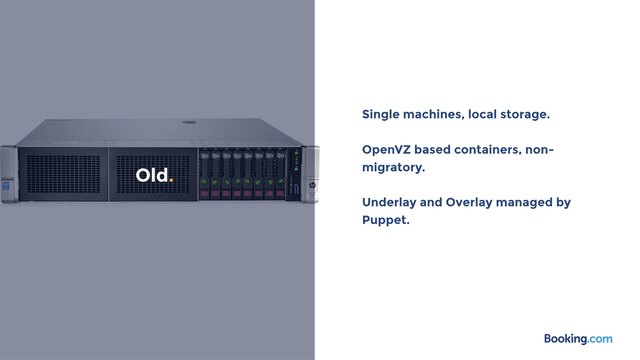 Old.
Single machines, local storage.
OpenVZ based containers, non-
migratory.
Underlay and Overlay managed by
Puppet.
Booking.com